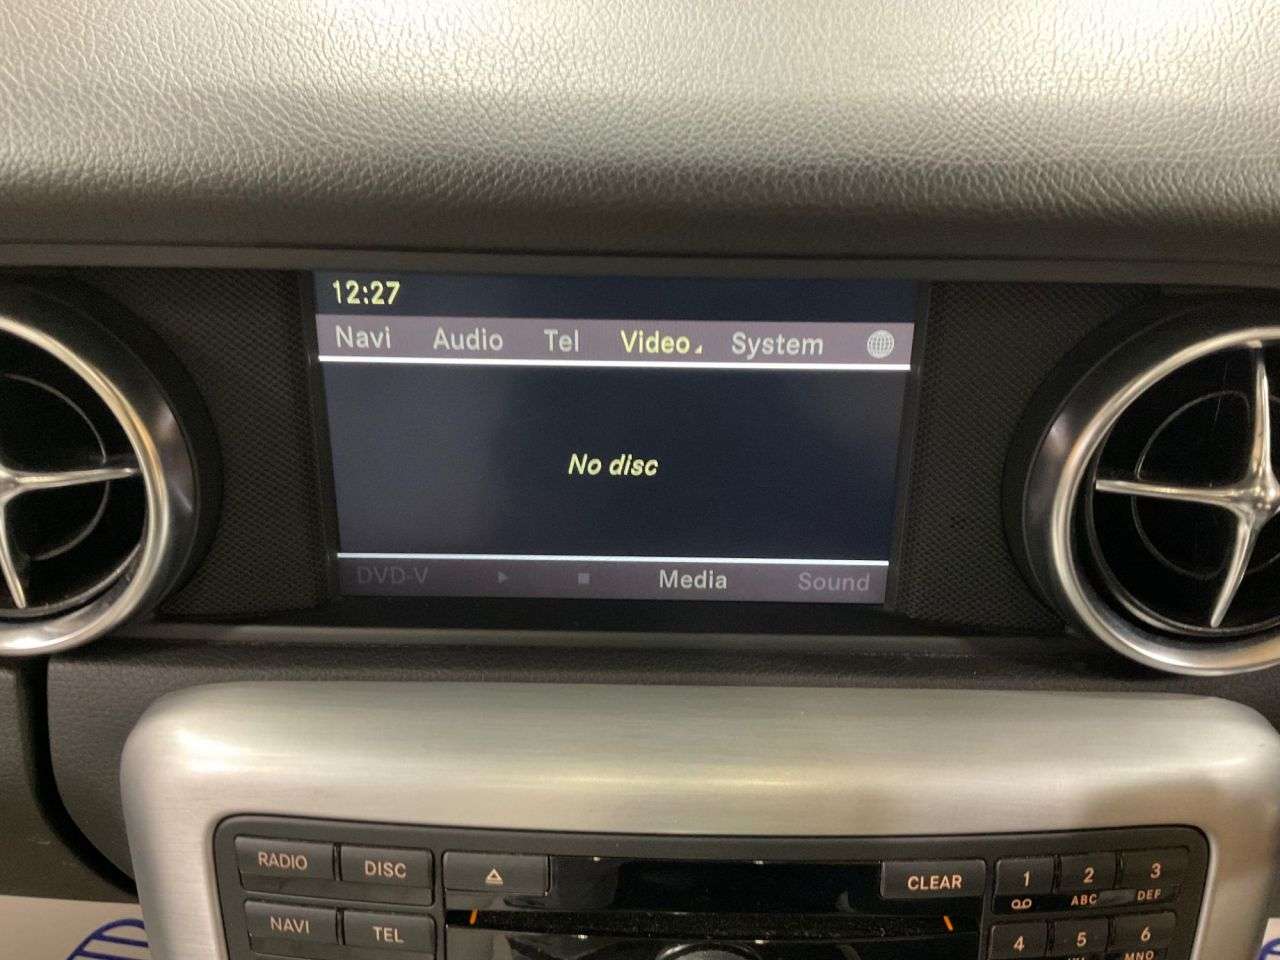 12:27
Navi Audio Tel Video System
No disc
DVD-V Media Sound
RADIO DISC CLEAR 1 2 ABC 3 DEF
NAVI TEL 4 5 6 MNO